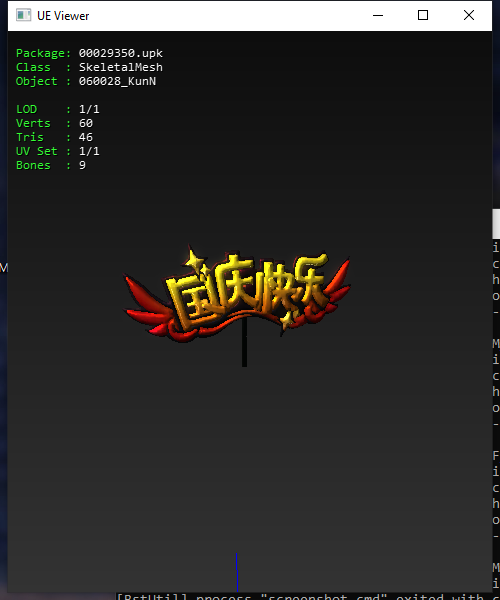 UE Viewer
Package: 00029350.upk
Class : SkeletalMesh
Object : 060028_KunN
LOD : 1/1
Verts : 60
Tris : 46
UV Set : 1/1
Bones : 9
国庆快乐
M
i
c
h
o
-
M
i
c
h
o
-
F
i
c
h
o
-
M
i
[BstUtil] process "screenshot.cmd" exited with c